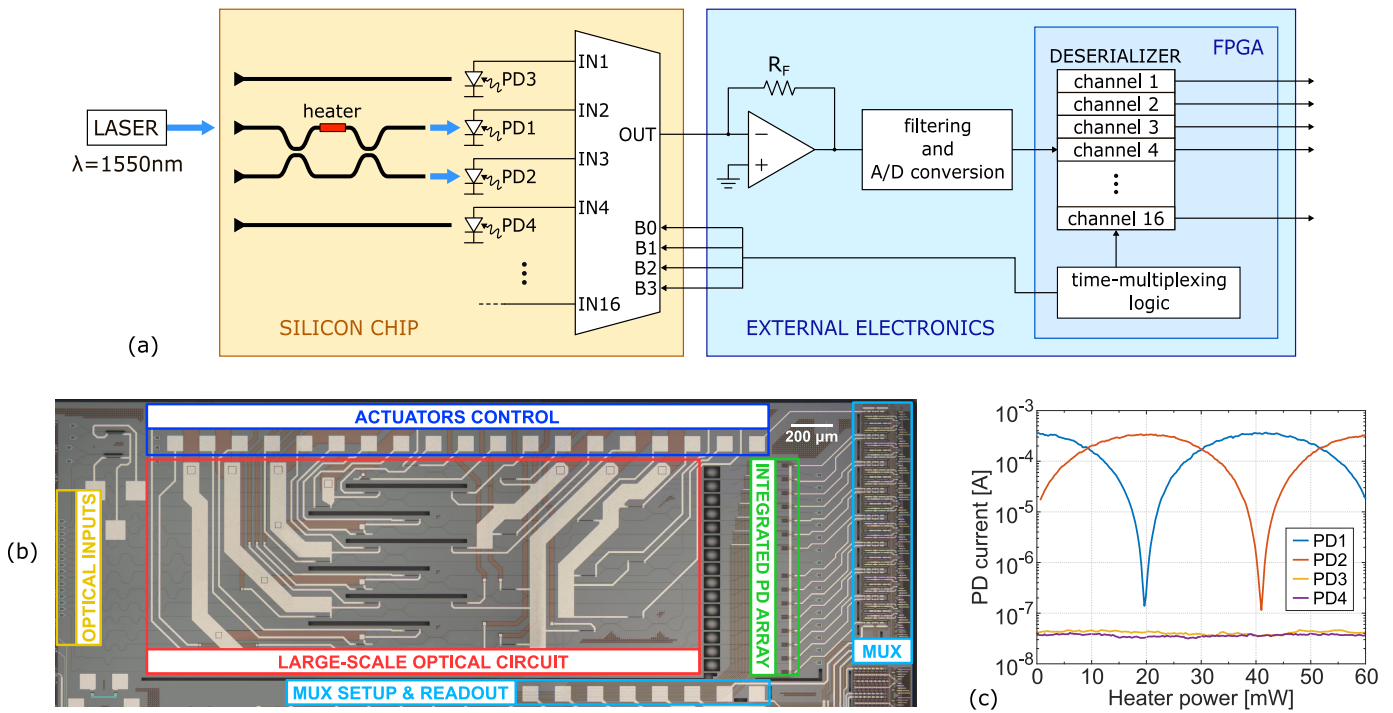 LASER
λ=1550nm
heater
PD3
PD1
PD2
PD4
IN1
IN2
IN3
IN4
IN16
OUT
B0
B1
B2
B3
SILICON CHIP
(a)
RF
−
+
filtering
and
A/D conversion
FPGA
DESERIALIZER
channel 1
channel 2
channel 3
channel 4
channel 16
time-multiplexing
logic
EXTERNAL ELECTRONICS
(b)
ACTUATORS CONTROL
200 µm
OPTICAL INPUTS
INTEGRATED PD ARRAY
LARGE-SCALE OPTICAL CIRCUIT
MUX
MUX SETUP & READOUT
PD current [A]
10-3
10-4
10-5
10-6
10-7
10-8
PD1
PD2
PD3
PD4
0 10 20 30 40 50 60
Heater power [mW]
(c)